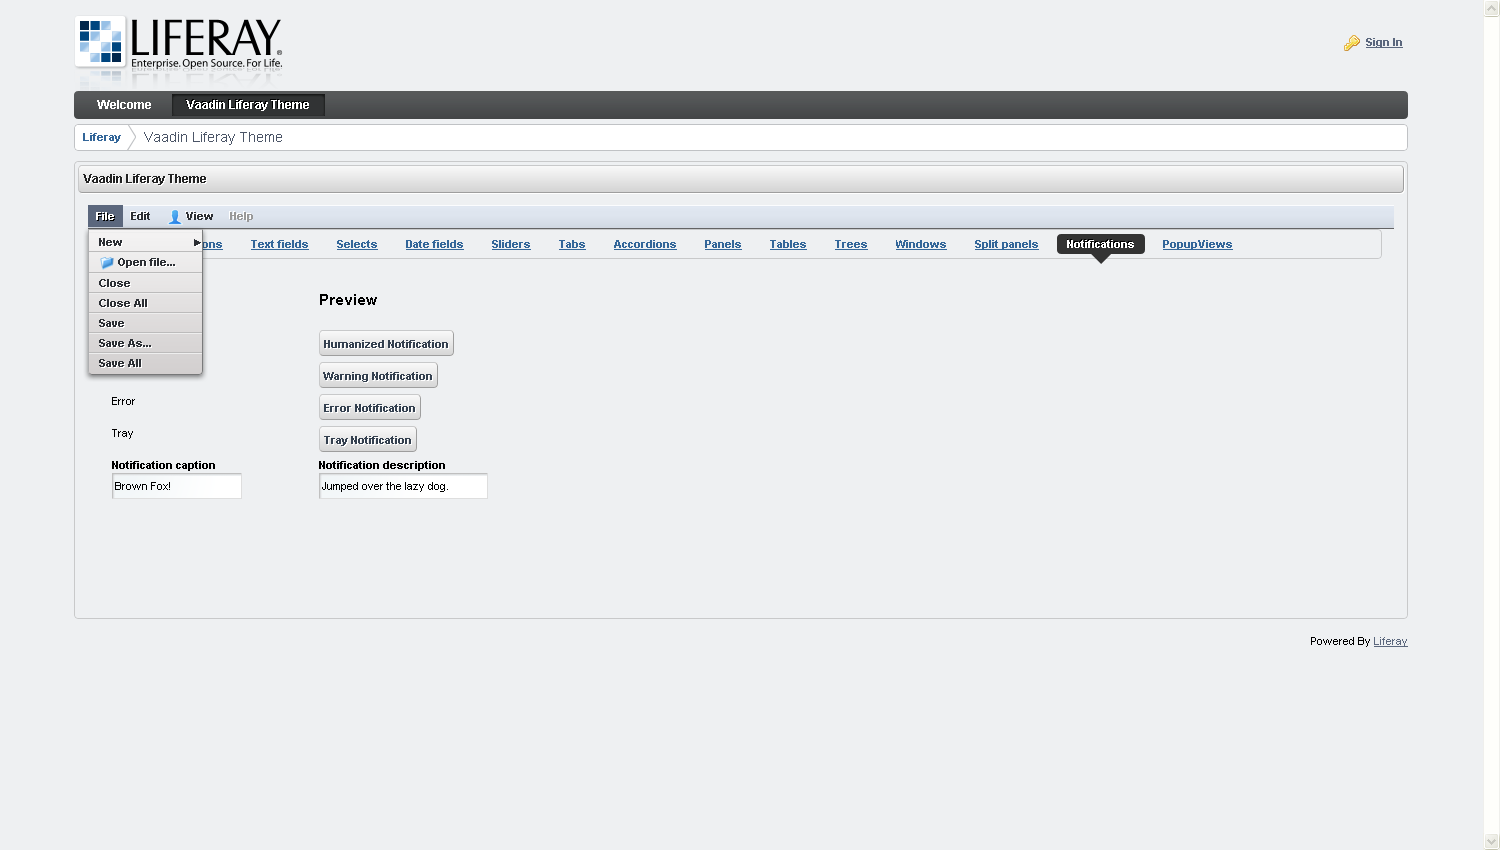 LIFERAY.
Enterprise. Open Source. For Life.
Sign In
Welcome Vaadin Liferay Theme
Liferay Vaadin Liferay Theme
Vaadin Liferay Theme
File Edit View Help
New ons Text fields Selects Date fields Sliders Tabs Accordions Panels Tables Trees Windows Split panels Notifications PopupViews
Open file...
Close
Close All
Save
Save As...
Save All
Preview
Humanized Notification
Warning Notification
Error Error Notification
Tray Tray Notification
Notification caption Notification description
Brown Fox! Jumped over the lazy dog.
Powered By Liferay